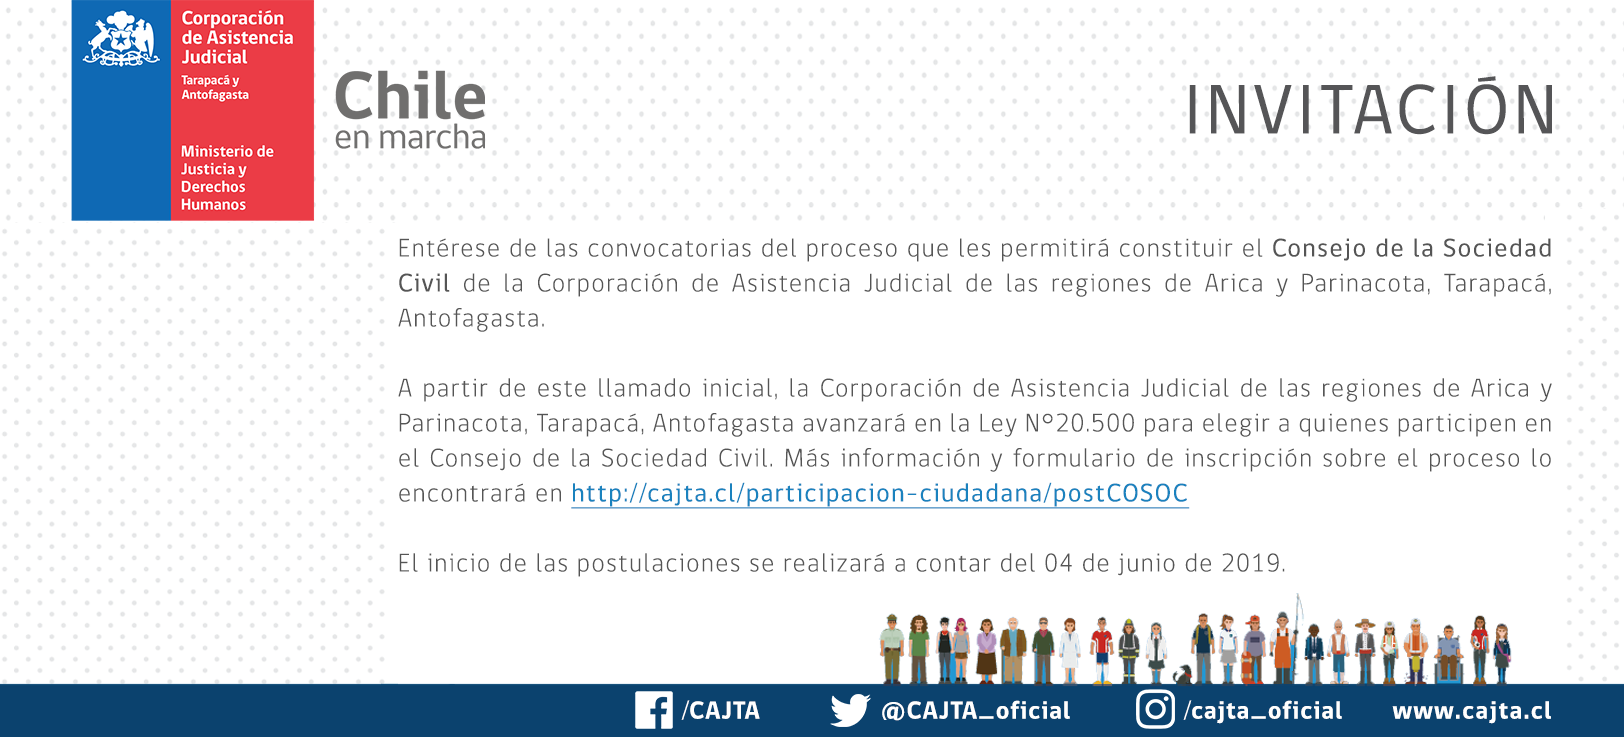 Corporación
de Asistencia
Judicial
Tarapacá y
Antofagasta
Ministerio de
Justicia y
Derechos
Humanos
Chile
en marcha
INVITACIÓN
Entérese de las convocatorias del proceso que les permitirá constituir el Consejo de la Sociedad
Civil de la Corporación de Asistencia Judicial de las regiones de Arica y Parinacota, Tarapacá,
Antofagasta.
A partir de este llamado inicial, la Corporación de Asistencia Judicial de las regiones de Arica y
Parinacota, Tarapacá, Antofagasta avanzará en la Ley N°20.500 para elegir a quienes participen en
el Consejo de la Sociedad Civil. Más información y formulario de inscripción sobre el proceso lo
encontrará en http://cajta.cl/participacion-ciudadana/postCOSOC
El inicio de las postulaciones se realizará a contar del 04 de junio de 2019.
/CAJTA @CAJTA_oficial /cajta_oficial www.cajta.cl